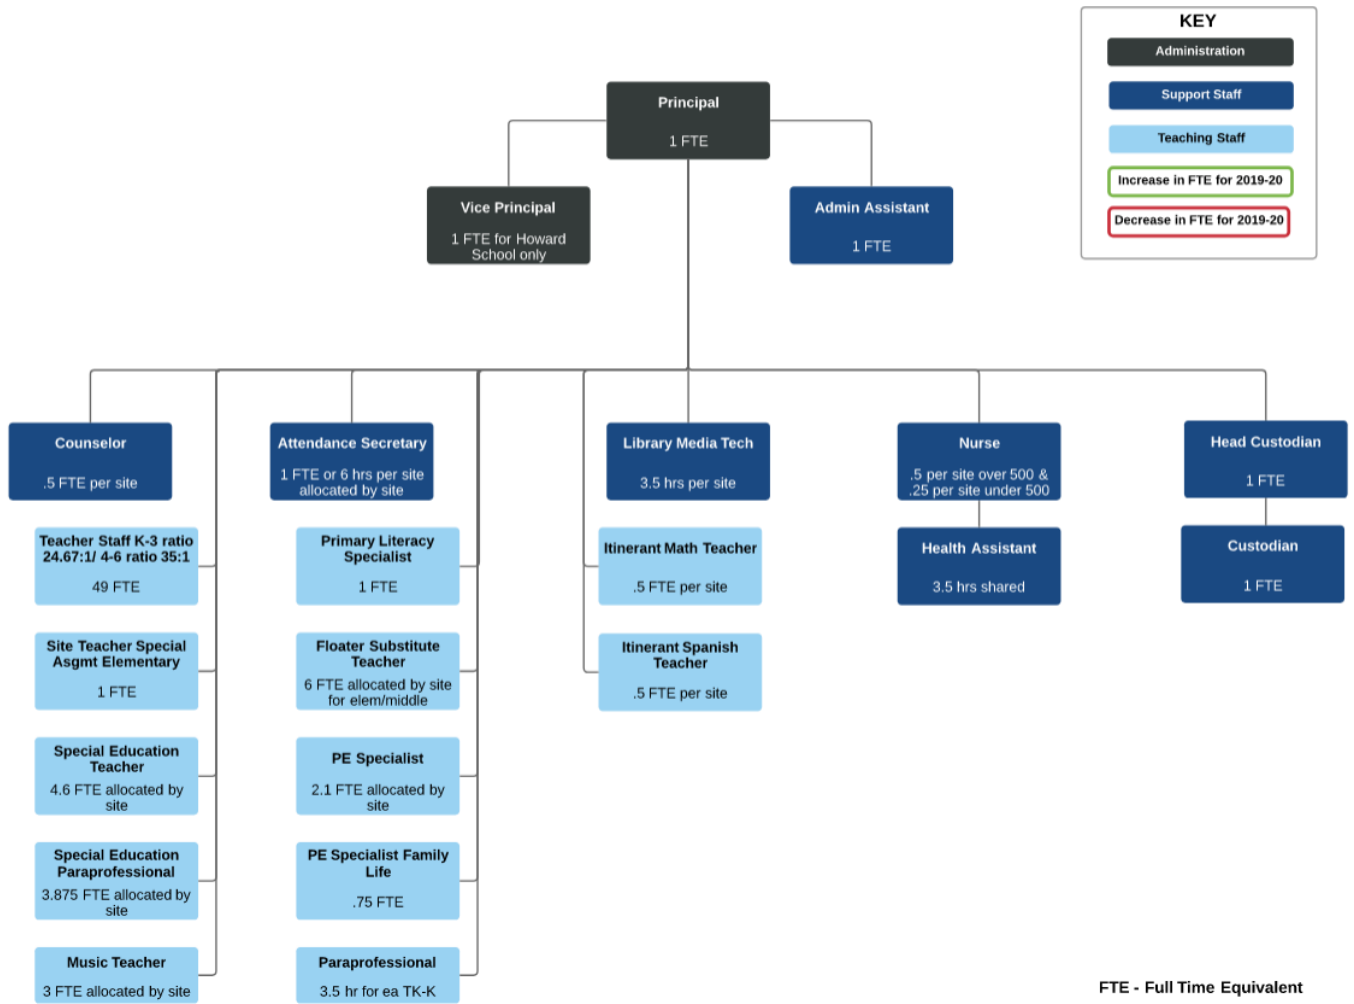 KEY
Administration
Support Staff
Teaching Staff
Increase in FTE for 2019-20
Decrease in FTE for 2019-20
Principal
1 FTE
Vice Principal
1 FTE for Howard
School only
Admin Assistant
1 FTE
Counselor
.5 FTE per site
Attendance Secretary
1 FTE or 6 hrs per site
allocated by site
Library Media Tech
3.5 hrs per site
Nurse
.5 per site over 500 &
.25 per site under 500
Head Custodian
1 FTE
Teacher Staff K-3 ratio
24.67:1/ 4-6 ratio 35:1
49 FTE
Primary Literacy
Specialist
1 FTE
Itinerant Math Teacher
.5 FTE per site
Health Assistant
3.5 hrs shared
Custodian
1 FTE
Site Teacher Special
Asgmt Elementary
1 FTE
Floater Substitute
Teacher
6 FTE allocated by site
for elem/middle
Itinerant Spanish
Teacher
.5 FTE per site
Special Education
Teacher
4.6 FTE allocated by
site
PE Specialist
2.1 FTE allocated by
site
Special Education
Paraprofessional
3.875 FTE allocated by
site
PE Specialist Family
Life
.75 FTE
Music Teacher
3 FTE allocated by site
Paraprofessional
3.5 hr for ea TK-K
FTE - Full Time Equivalent